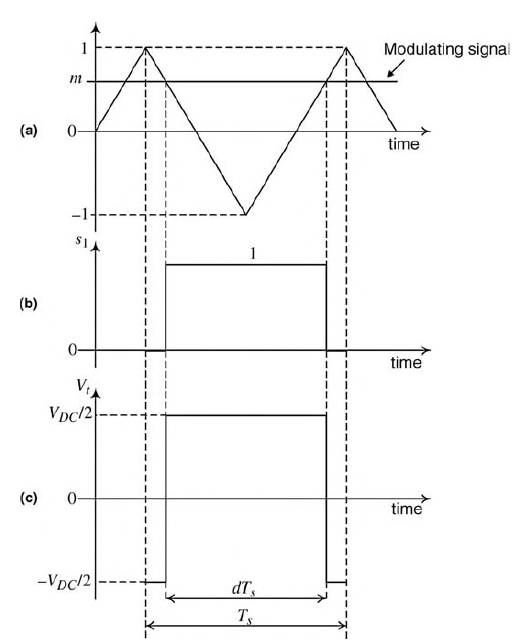 1
Modulating signal
m
(a)
0
time
−1
s1
1
(b)
0
time
Vt
VDC/2
(c)
0
time
−VDC/2
dTs
Ts